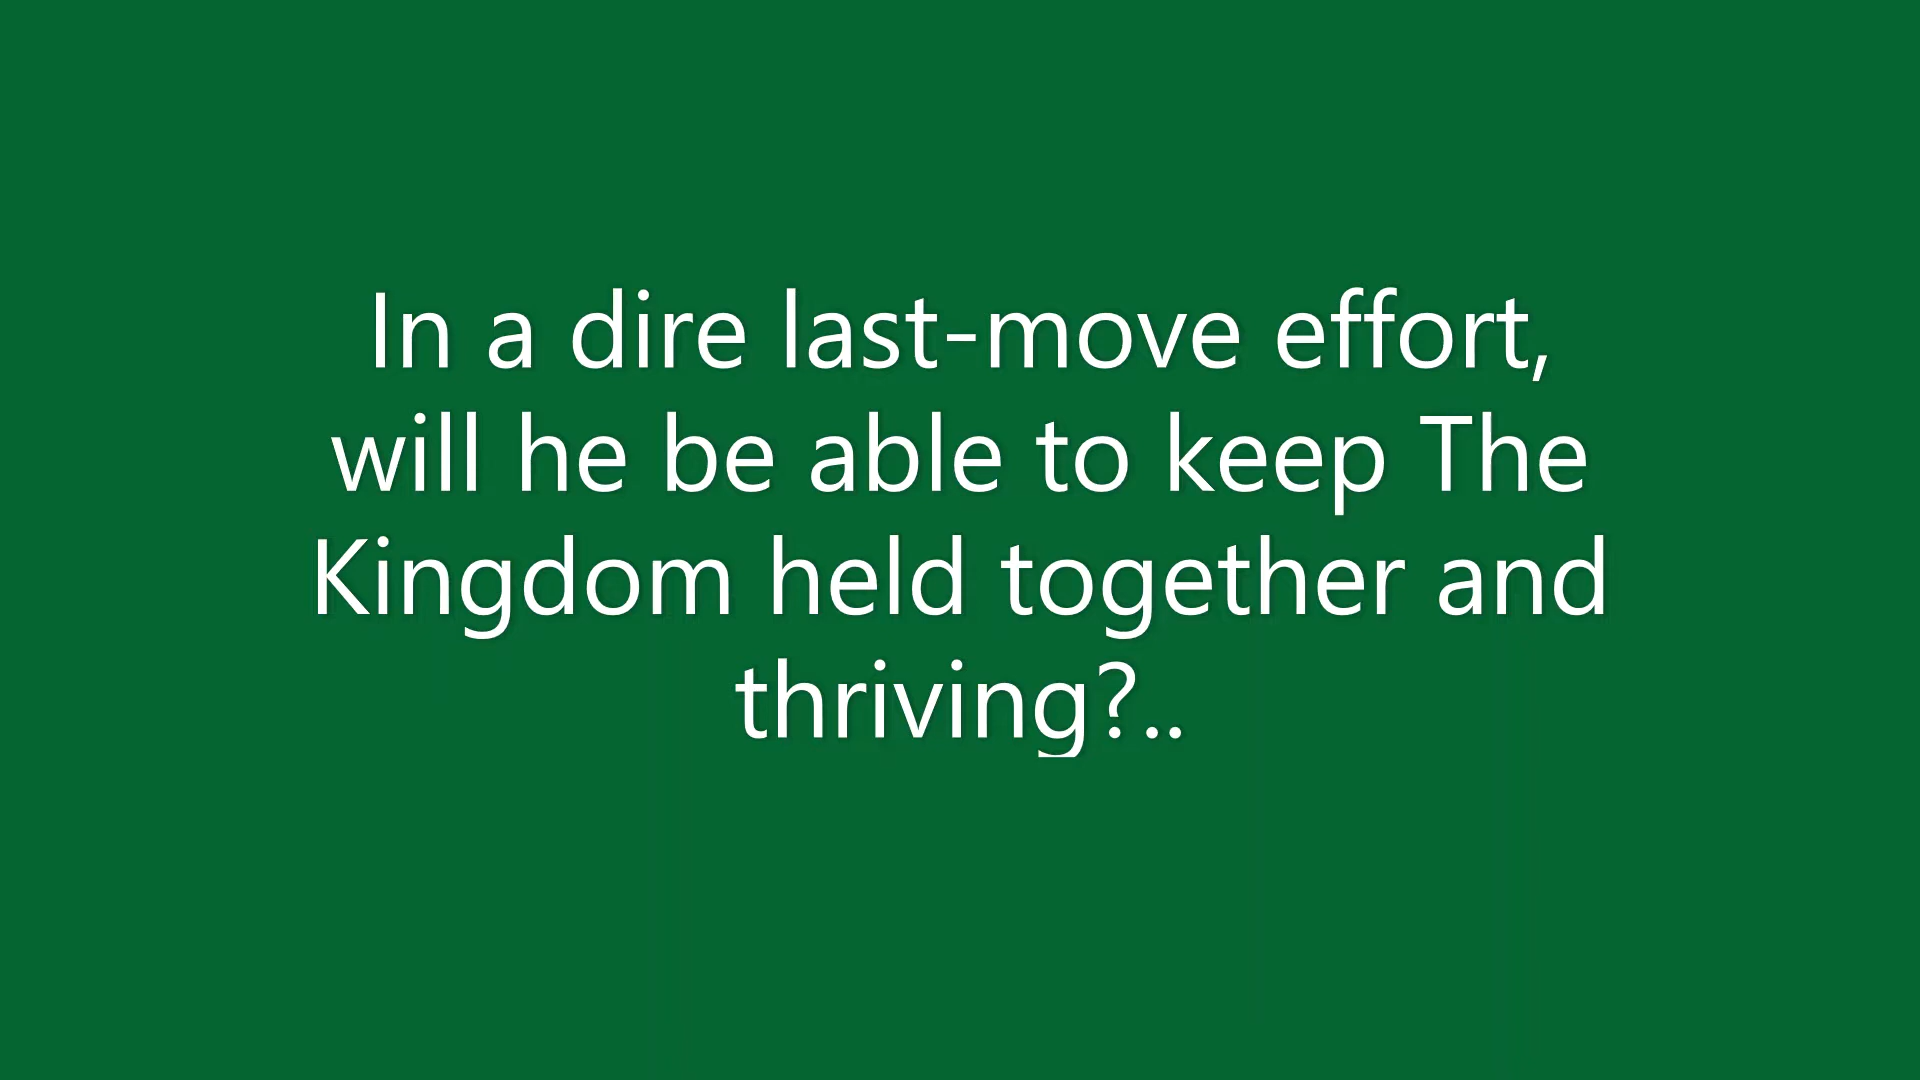 In a dire last-move effort,
will he be able to keep The
Kingdom held together and
thriving?..